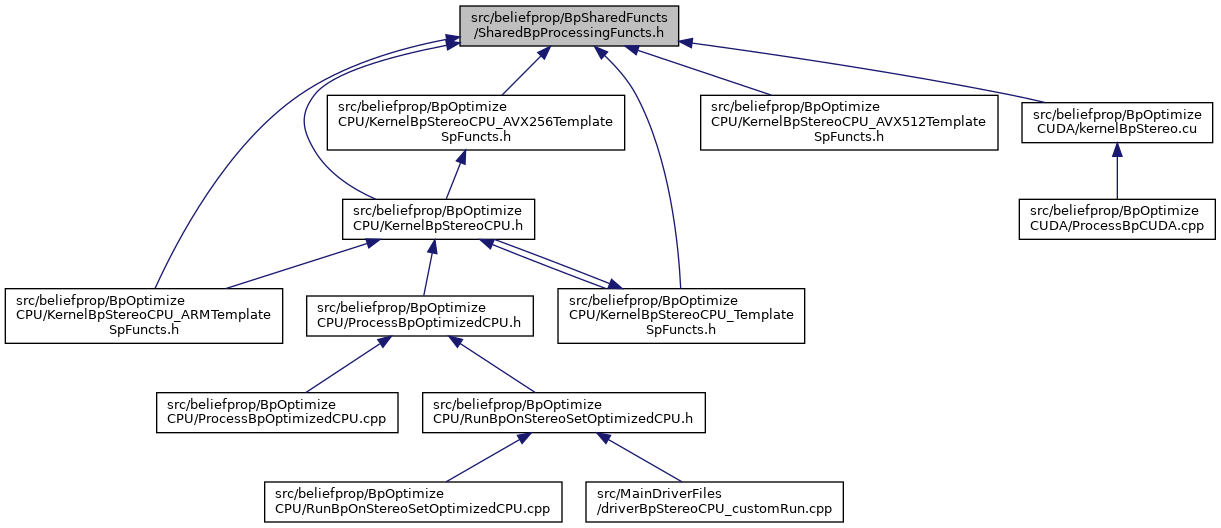 src/beliefprop/BpSharedFuncts
/SharedBpProcessingFuncts.h
src/beliefprop/BpOptimize
CPU/KernelBpStereoCPU_AVX256Template
SpFuncts.h
src/beliefprop/BpOptimize
CPU/KernelBpStereoCPU_AVX512Template
SpFuncts.h
src/beliefprop/BpOptimize
CUDA/kernelBpStereo.cu
src/beliefprop/BpOptimize
CPU/KernelBpStereoCPU.h
src/beliefprop/BpOptimize
CUDA/ProcessBpCUDA.cpp
src/beliefprop/BpOptimize
CPU/KernelBpStereoCPU_ARMTemplate
SpFuncts.h
src/beliefprop/BpOptimize
CPU/ProcessBpOptimizedCPU.h
src/beliefprop/BpOptimize
CPU/KernelBpStereoCPU_Template
SpFuncts.h
src/beliefprop/BpOptimize
CPU/ProcessBpOptimizedCPU.cpp
src/beliefprop/BpOptimize
CPU/RunBpOnStereoSetOptimizedCPU.h
src/beliefprop/BpOptimize
CPU/RunBpOnStereoSetOptimizedCPU.cpp
src/MainDriverFiles
/driverBpStereoCPU_customRun.cpp